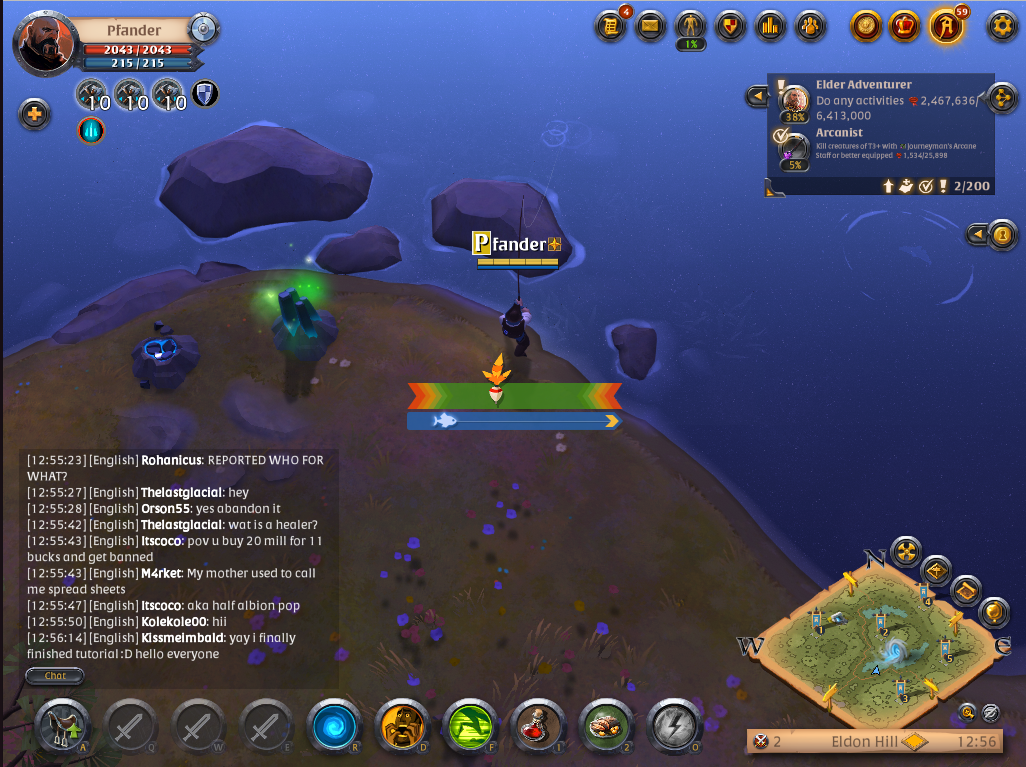 Pfander
2043/2043
215/215
10
10
10
4
59
1%
Elder Adventurer
Do any activities 2,467,636/
6,413,000
38%
Arcanist
Kill creatures of T3+ with Journeyman's Arcane
Staff or better equipped 1,534/25,898
5%
2/200
Pfander
[12:55:23] [English] Rohanicus: REPORTED WHO FOR
WHAT?
[12:55:27] [English] Thelastglacial: hey
[12:55:28] [English] Orson55: yes abandon it
[12:55:42] [English] Thelastglacial: wat is a healer?
[12:55:43] [English] Itscoco: pov u buy 20 mill for 11
bucks and get banned
[12:55:43] [English] M4rket: My mother used to call
me spread sheets
[12:55:47] [English] Itscoco: aka half albion pop
[12:55:50] [English] Kolekole00: hii
[12:56:14] [English] Kissmeimbald: yay i finally
finished tutorial :D hello everyone
Chat
A
Q
W
E
R
D
F
1
2
O
N
W
E
1
2
3
4
5
2
Eldon Hill
12:56